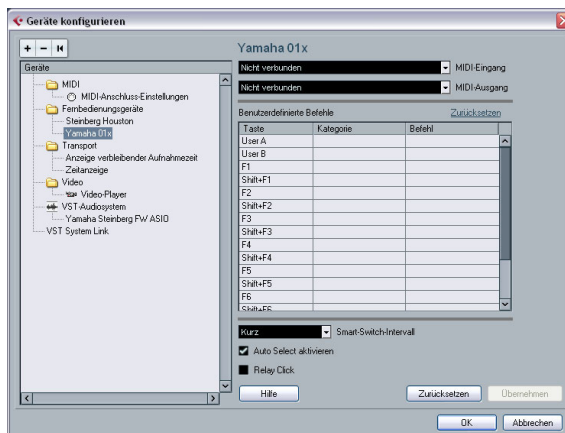 Geräte konfigurieren
Geräte
MIDI
MIDI-Anschluss-Einstellungen
Fernbedienungsgeräte
Steinberg Houston
Yamaha 01x
Transport
Anzeige verbleibender Aufnahmezeit
Zeitanzeige
Video
Video-Player
VST-Audiosystem
Yamaha Steinberg FW ASIO
VST System Link
Yamaha 01x
Nicht verbunden MIDI-Eingang
Nicht verbunden MIDI-Ausgang
Benutzerdefinierte Befehle Zurücksetzen
Taste Kategorie Befehl
User A
User B
F1
Shift+F1
F2
Shift+F2
F3
Shift+F3
F4
Shift+F4
F5
Shift+F5
F6
Shift+F6
Kurz Smart-Switch-Intervall
Auto Select aktivieren
Relay Click
Hilfe Zurücksetzen Übernehmen
OK Abbrechen